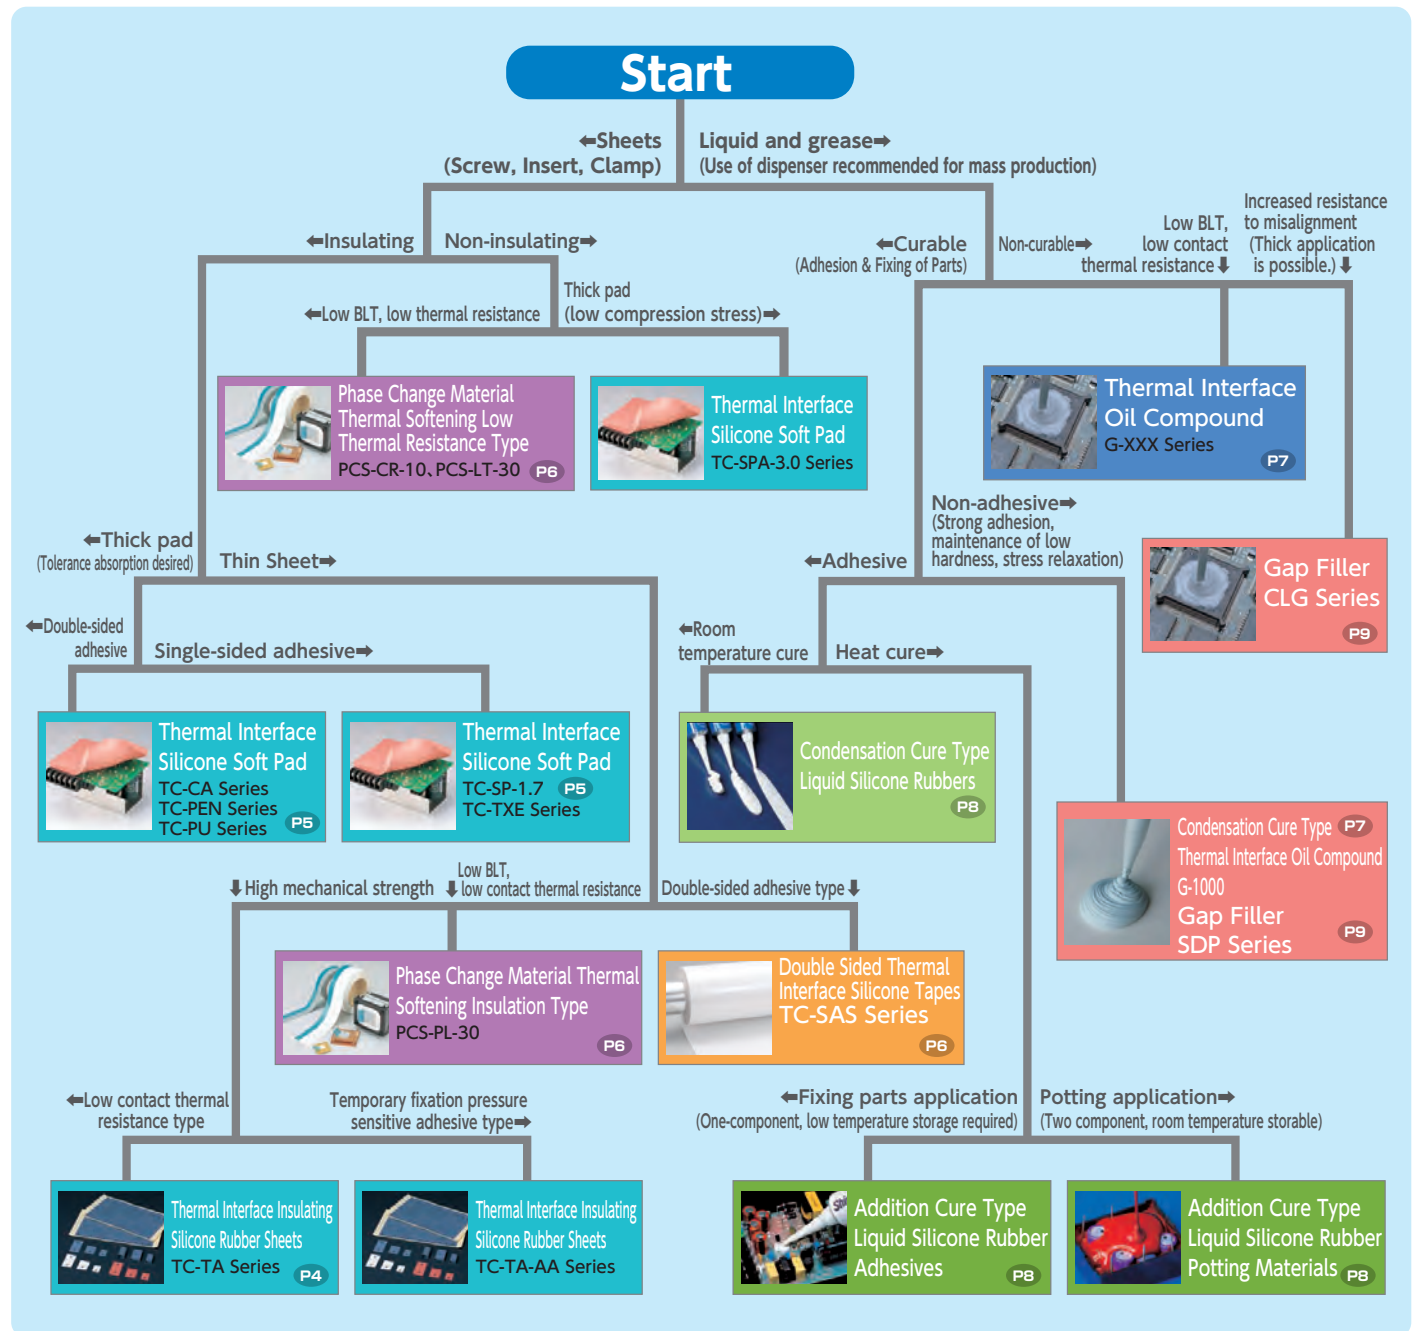 Start
←Sheets
(Screw, Insert, Clamp)
Liquid and grease→
(Use of dispenser recommended for mass production)
←Insulating
Non-insulating→
←Curable
(Adhesion & Fixing of Parts)
Non-curable→
Low BLT,
low contact
thermal resistance↓
Increased resistance
to misalignment
(Thick application
is possible.)↓
←Low BLT, low thermal resistance
Thick pad
(low compression stress)→
Phase Change Material
Thermal Softening Low
Thermal Resistance Type
PCS-CR-10、PCS-LT-30 P6
Thermal Interface
Silicone Soft Pad
TC-SPA-3.0 Series
Thermal Interface
Oil Compound
G-XXX Series
P7
←Thick pad
(Tolerance absorption desired)
Thin Sheet→
Non-adhesive→
(Strong adhesion,
maintenance of low
hardness, stress relaxation)
←Adhesive
Gap Filler
CLG Series
P9
←Double-sided
adhesive
Single-sided adhesive→
←Room
temperature cure
Heat cure→
Thermal Interface
Silicone Soft Pad
TC-CA Series
TC-PEN Series
TC-PU Series P5
Thermal Interface
Silicone Soft Pad
TC-SP-1.7 P5
TC-TXE Series
Condensation Cure Type
Liquid Silicone Rubbers
P8
Condensation Cure Type P7
Thermal Interface Oil Compound
G-1000
Gap Filler
SDP Series P9
↓High mechanical strength
Low BLT,
↓low contact thermal resistance
Double-sided adhesive type↓
Phase Change Material Thermal
Softening Insulation Type
PCS-PL-30
P6
Double Sided Thermal
Interface Silicone Tapes
TC-SAS Series
P6
←Low contact thermal
resistance type
Temporary fixation pressure
sensitive adhesive type→
←Fixing parts application
(One-component, low temperature storage required)
Potting application→
(Two component, room temperature storable)
Thermal Interface Insulating
Silicone Rubber Sheets
TC-TA Series P4
Thermal Interface Insulating
Silicone Rubber Sheets
TC-TA-AA Series
Addition Cure Type
Liquid Silicone Rubber
Adhesives P8
Addition Cure Type
Liquid Silicone Rubber
Potting Materials P8